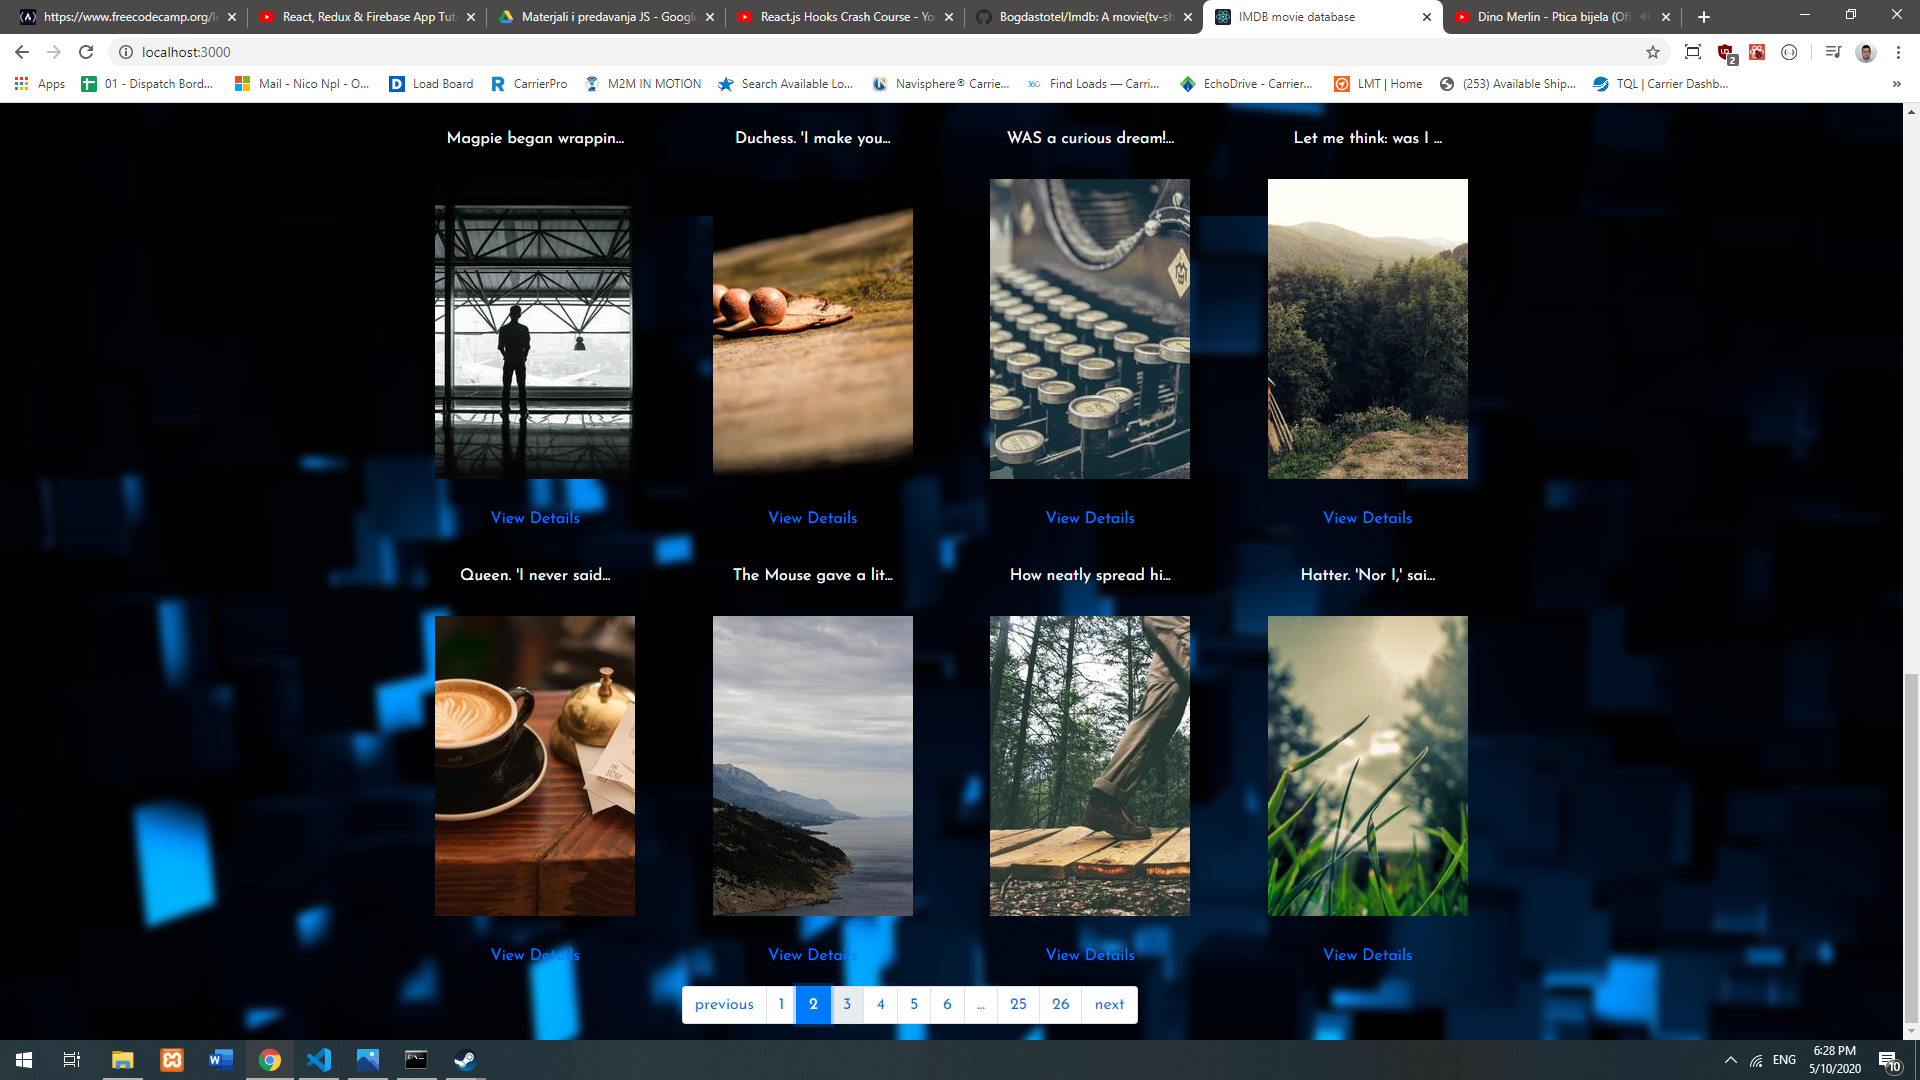 https://www.freecodecamp.org/le
React, Redux & Firebase App Tut
Materjali i predavanja JS - Googl
React.js Hooks Crash Course - Yo
Bogdastotel/Imdb: A movie(tv-sh
IMDB movie database
Dino Merlin - Ptica bijela (Ofi
localhost:3000
2
Apps
01 - Dispatch Bord...
Mail - Nico Npl - O...
Load Board
CarrierPro
M2M IN MOTION
Search Available Lo...
Navisphere® Carrie...
Find Loads — Carri...
EchoDrive - Carrier...
LMT | Home
(253) Available Ship...
TQL | Carrier Dashb...
Magpie began wrappin...
Duchess. 'I make you...
WAS a curious dream!...
Let me think: was I ...
View Details
View Details
View Details
View Details
Queen. 'I never said...
The Mouse gave a lit...
How neatly spread hi...
Hatter. 'Nor I,' sai...
View Details
View Details
View Details
View Details
previous 1 2 3 4 5 6 ... 25 26 next
ENG
6:28 PM
5/10/2020
10